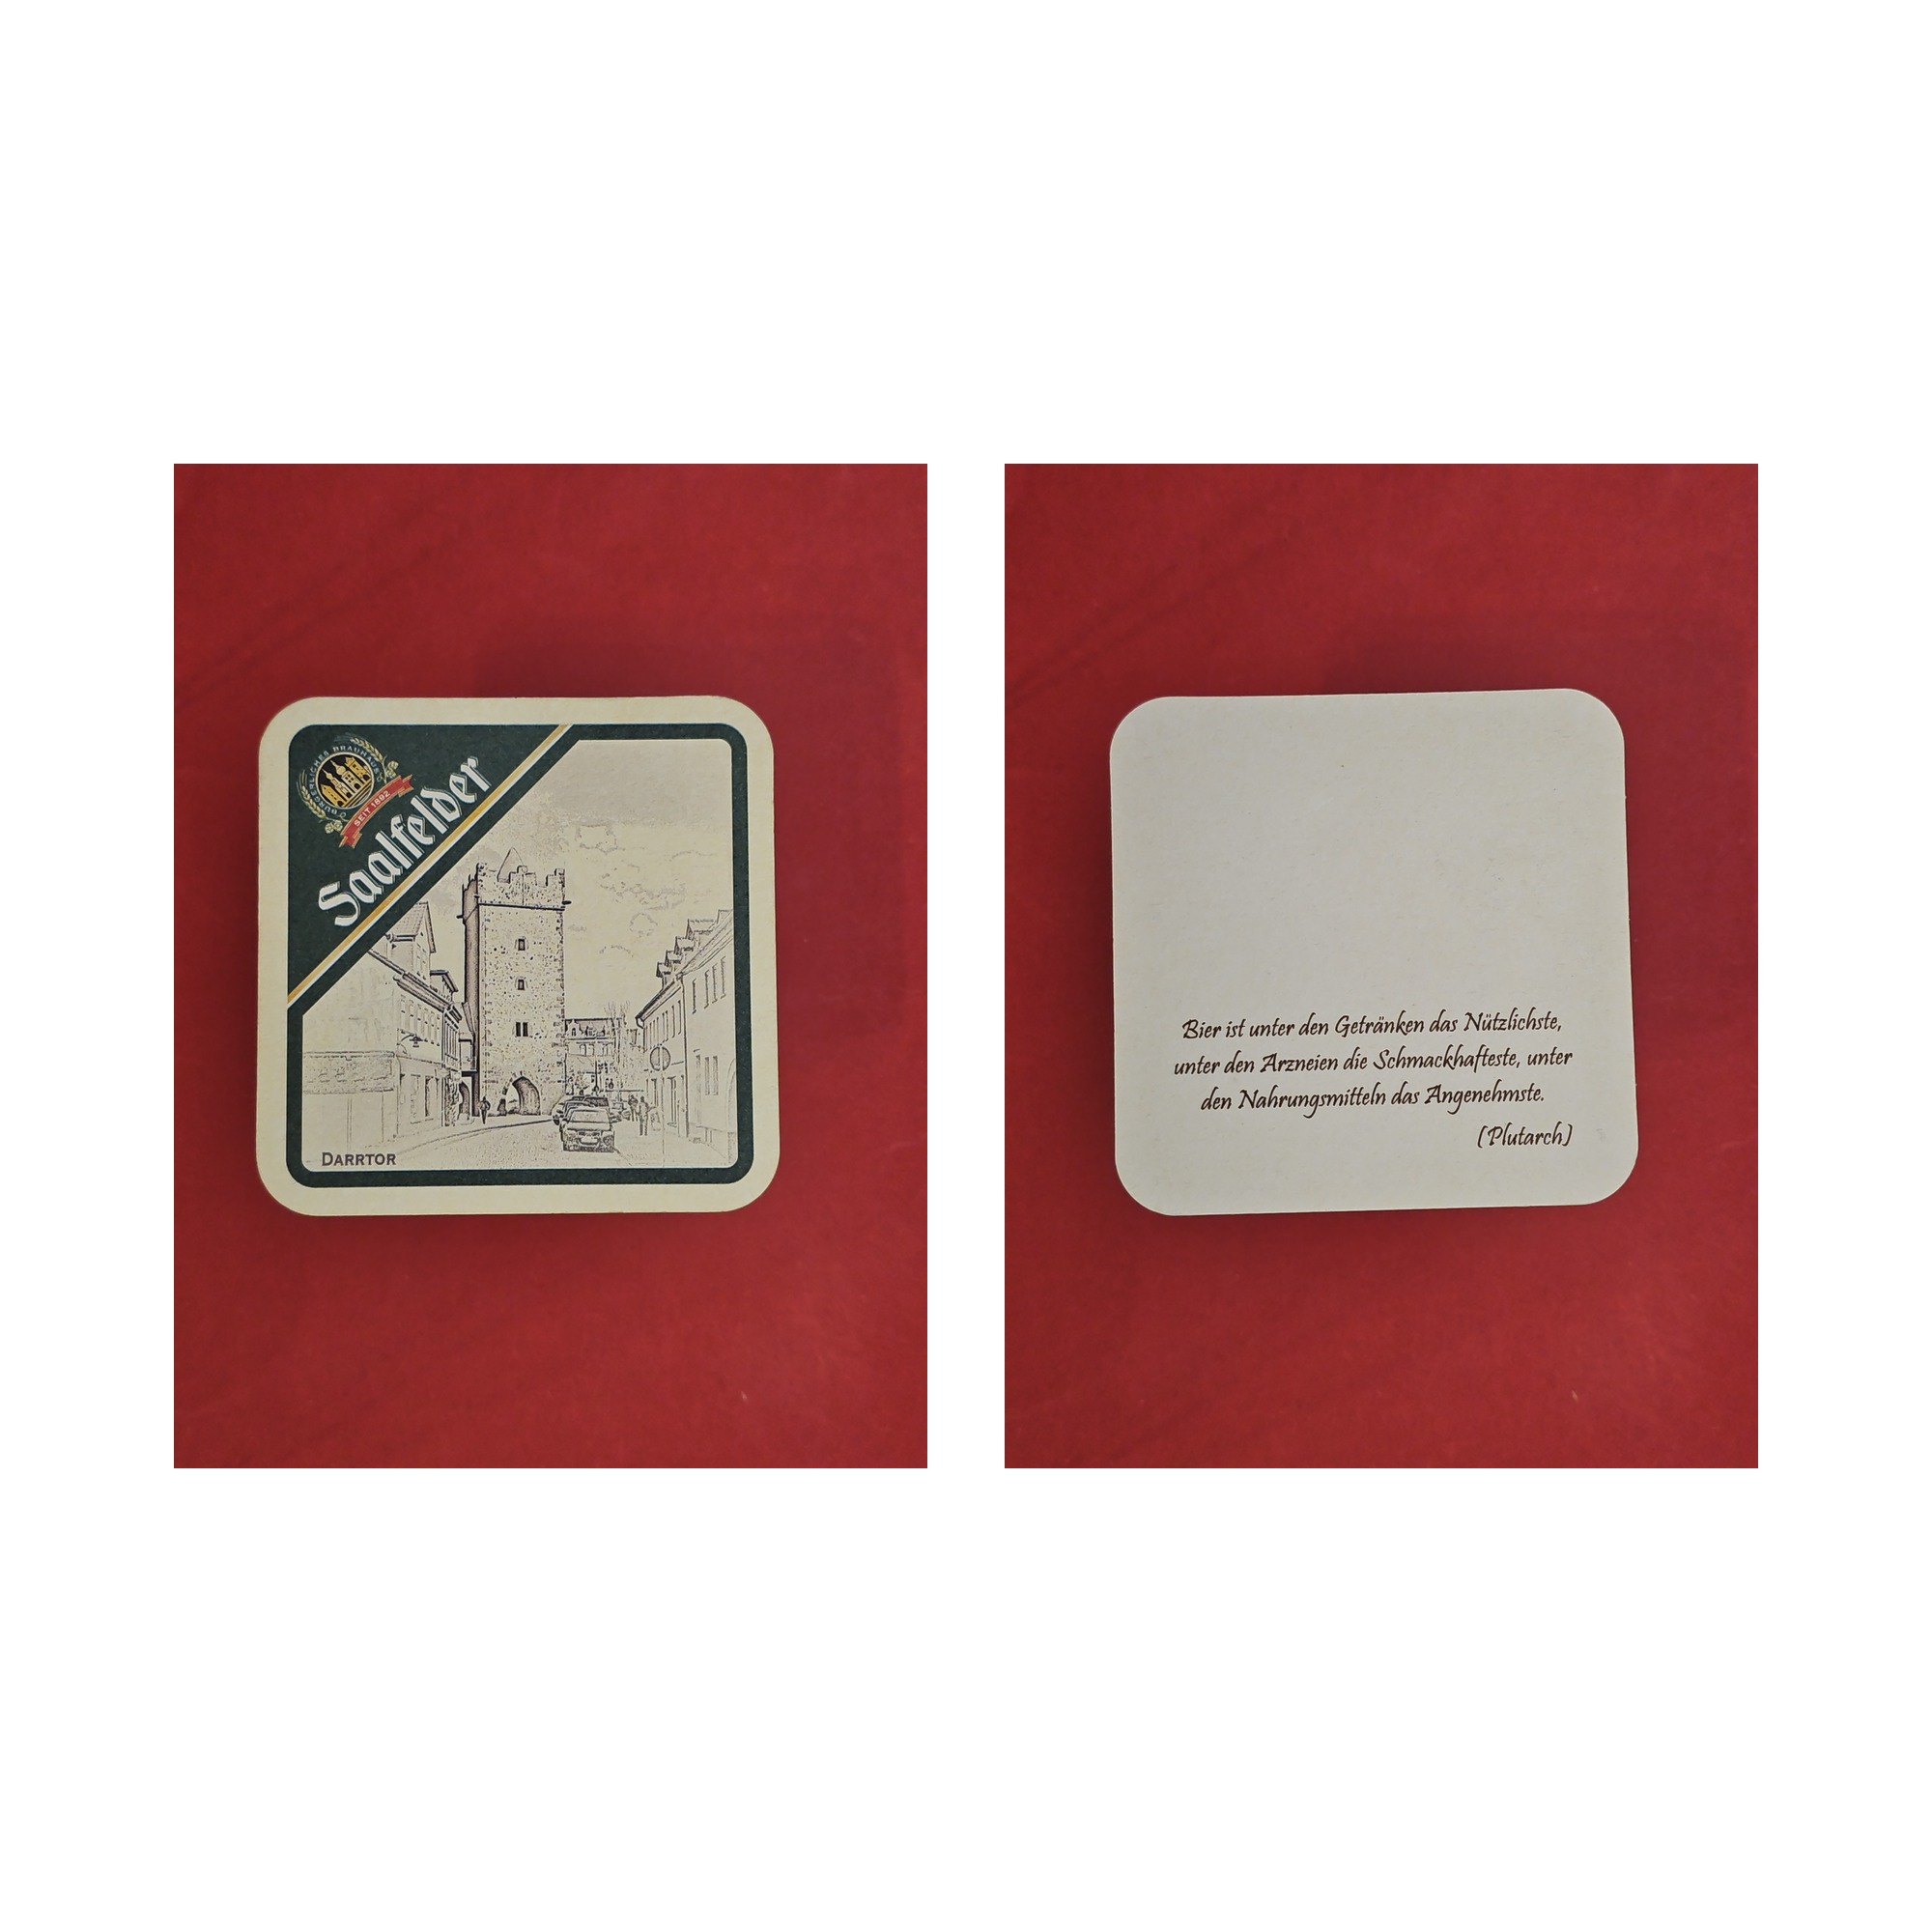 BÜRGERLICHES BRAUHAUS
SEIT 1892
Saalfelder
DARRTOR
Bier ist unter den Getränken das Nützlichste,
unter den Arzneien die Schmackhafteste, unter
den Nahrungsmitteln das Angenehmste.
(Plutarch)